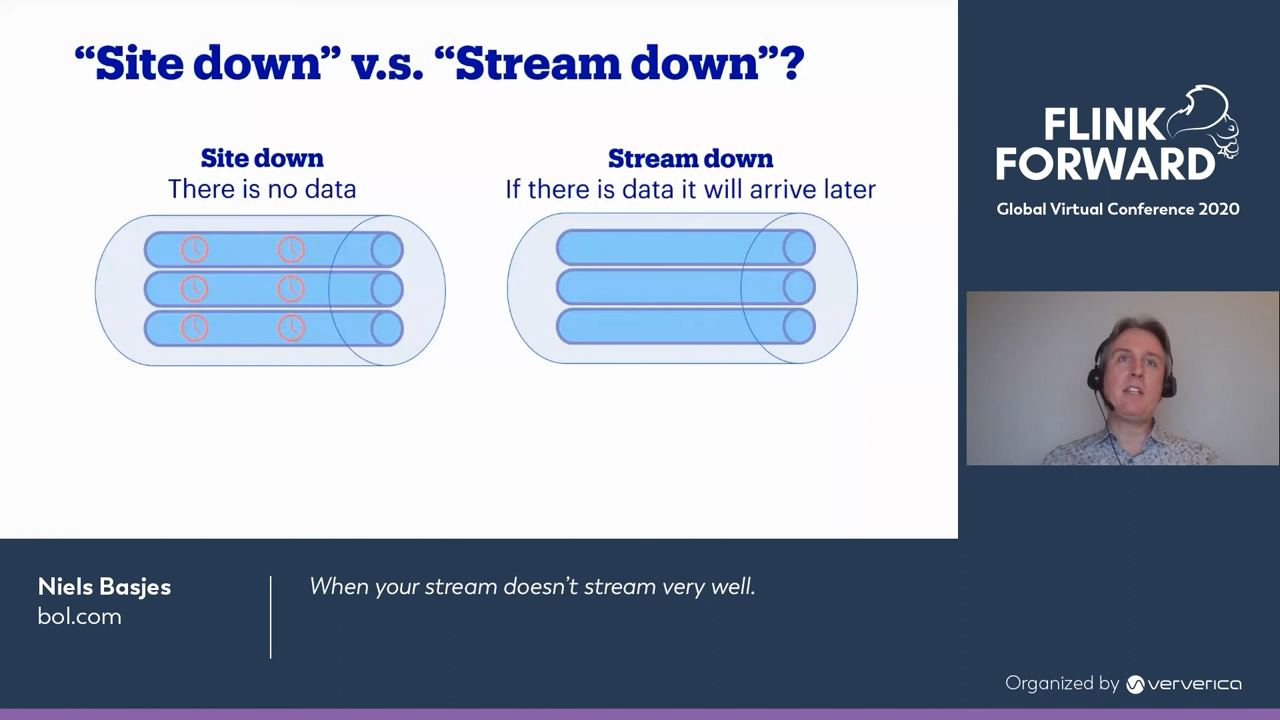 “Site down” v.s. “Stream down”?
Site down
There is no data
Stream down
If there is data it will arrive later
FLINK
FORWARD
Global Virtual Conference 2020
Niels Basjes
bol.com
When your stream doesn’t stream very well.
Organized by ververica